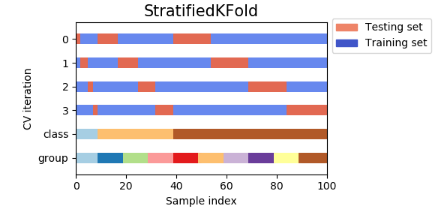 StratifiedKFold
Testing set
Training set
CV iteration
0
1
2
3
class
group
0 20 40 60 80 100
Sample index